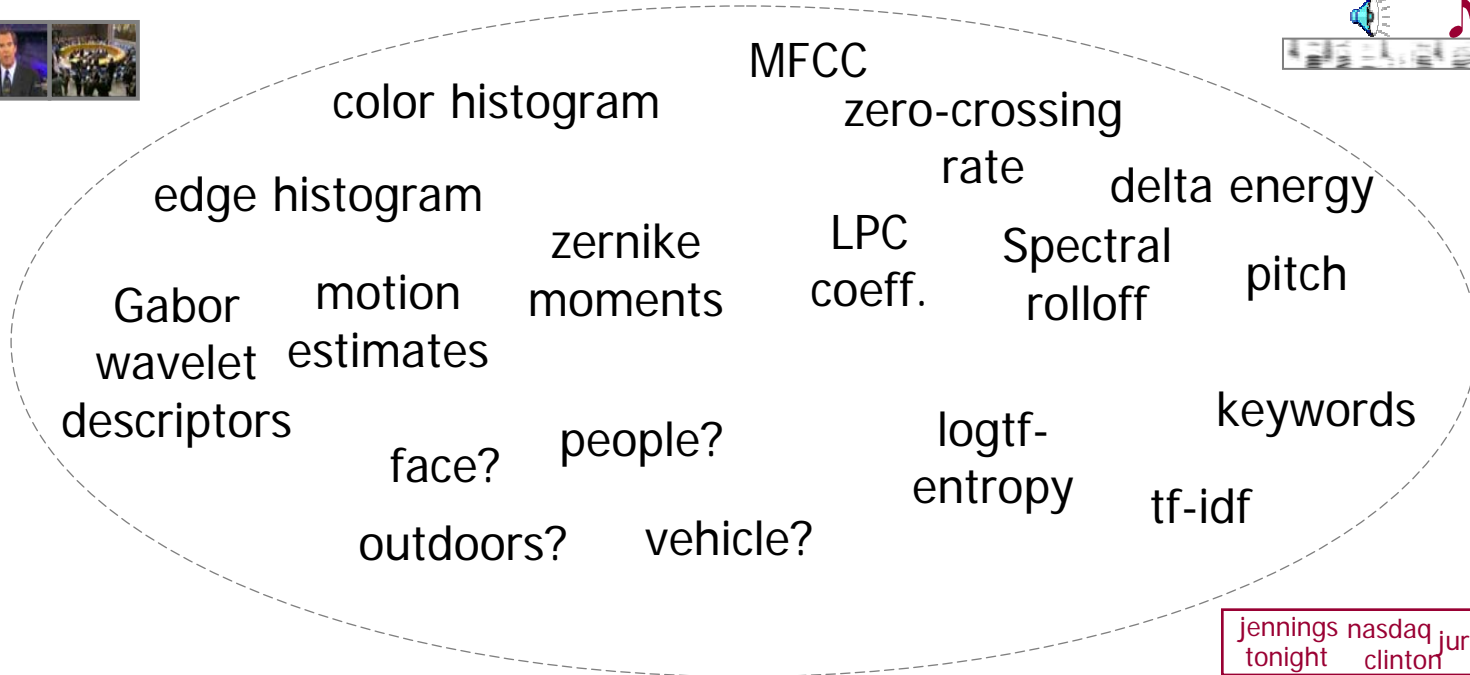 MFCC
color histogram
zero-crossing
rate
delta energy
edge histogram
zernike
moments
LPC
coeff.
Spectral
rolloff
pitch
Gabor
wavelet
descriptors
motion
estimates
keywords
logtf-
entropy
tf-idf
people?
face?
outdoors?
vehicle?
jennings nasdaq jur
tonight clinton